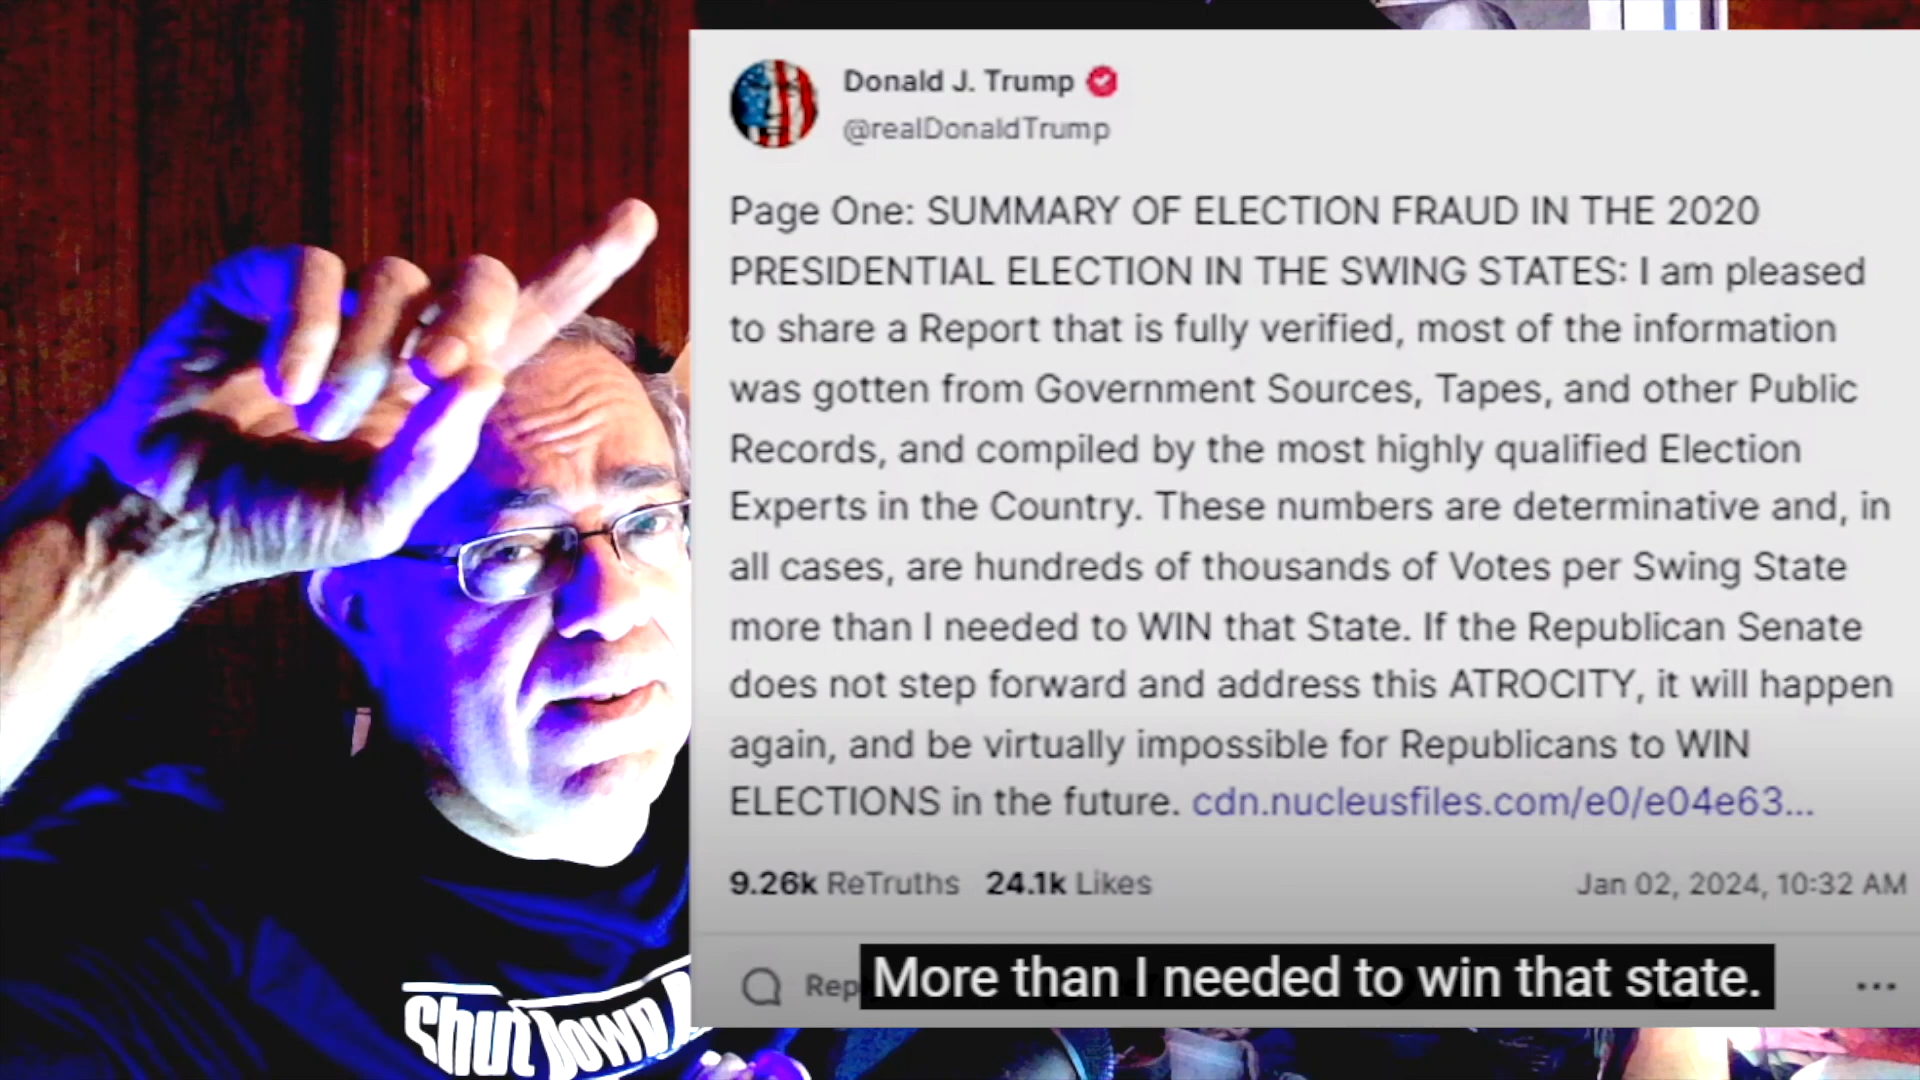 Donald J. Trump
@realDonaldTrump
Page One: SUMMARY OF ELECTION FRAUD IN THE 2020
PRESIDENTIAL ELECTION IN THE SWING STATES: I am pleased
to share a Report that is fully verified, most of the information
was gotten from Government Sources, Tapes, and other Public
Records, and compiled by the most highly qualified Election
Experts in the Country. These numbers are determinative and, in
all cases, are hundreds of thousands of Votes per Swing State
more than I needed to WIN that State. If the Republican Senate
does not step forward and address this ATROCITY, it will happen
again, and be virtually impossible for Republicans to WIN
ELECTIONS in the future. cdn.nucleusfiles.com/e0/e04e63...
9.26k ReTruths 24.1k Likes
Jan 02, 2024, 10:32 AM
More than I needed to win that state.
Shut Down